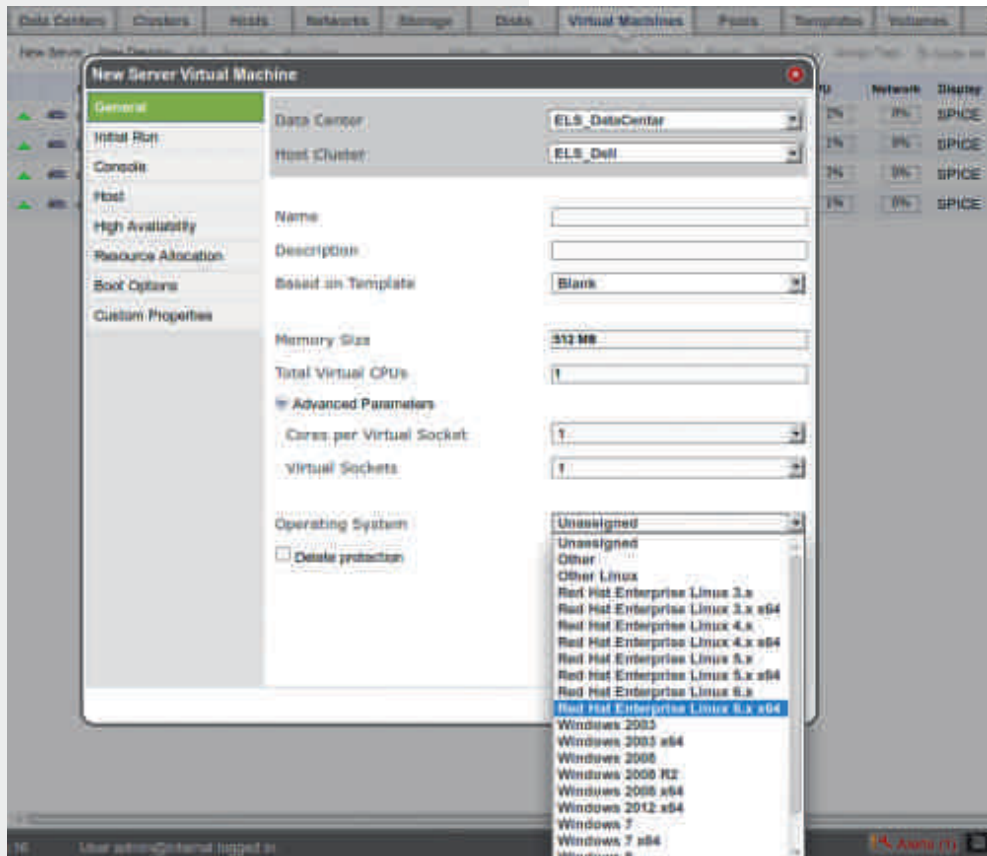 Data Centers Clusters Hosts Networks Storage Disks Virtual Machines Pools Templates Volumes
New Server
New Server Virtual Machine
Network Display
General
Initial Run
Console
Host
High Availability
Resource Allocation
Boot Options
Custom Properties
Data Center ELS_DataCenter
Host Cluster ELS_Dell
Name
Description
Based on Template Blank
Memory Size 512 MB
Total Virtual CPUs 1
Advanced Parameters
Cores per Virtual Socket 1
Virtual Sockets 1
Operating System Unassigned
Delete protection
Unassigned
Other
Other Linux
Red Hat Enterprise Linux 3.x
Red Hat Enterprise Linux 3.x x64
Red Hat Enterprise Linux 4.x
Red Hat Enterprise Linux 4.x x64
Red Hat Enterprise Linux 5.x
Red Hat Enterprise Linux 5.x x64
Red Hat Enterprise Linux 6.x
Red Hat Enterprise Linux 6.x x64
Windows 2003
Windows 2003 x64
Windows 2008
Windows 2008 R2
Windows 2008 x64
Windows 2012 x64
Windows 7
Windows 7 x64
SPICE
SPICE
SPICE
SPICE
User admin@internal logged in
Alerts (1)